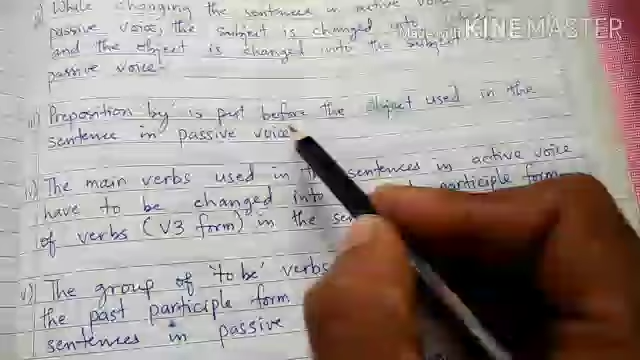 i) While changing the sentences in active voice
passive voice, the subject is changed into
and the object is changed into the subject
passive voice.
iii) Preposition 'by' is put before the object used in the
sentence in passive voice.
iv) The main verbs used in the sentences in active voice
have to be changed into participle form
of verbs (V3 form) in the
v) The group of 'to be' verbs
the past participle form
sentences in passive
Made with KINEMASTER